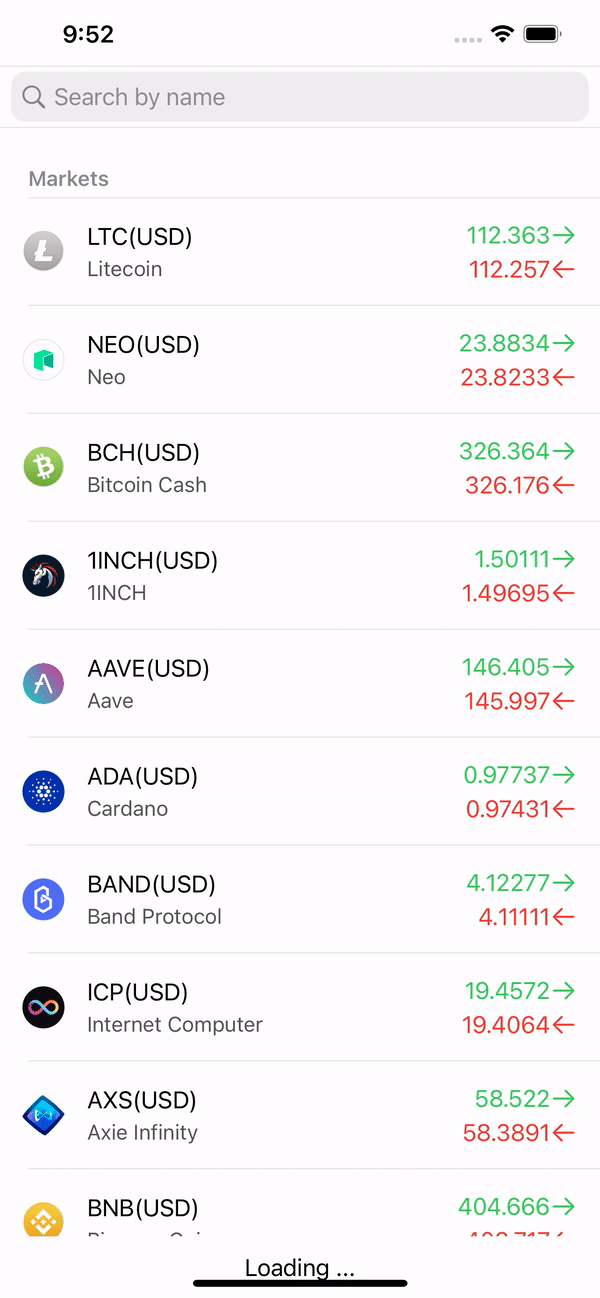 9:52
Search by name
Markets
LTC(USD) 112.363→
Litecoin 112.257←
NEO(USD) 23.8834→
Neo 23.8233←
BCH(USD) 326.364→
Bitcoin Cash 326.176←
1INCH(USD) 1.50111→
1INCH 1.49695←
AAVE(USD) 146.405→
Aave 145.997←
ADA(USD) 0.97737→
Cardano 0.97431←
BAND(USD) 4.12277→
Band Protocol 4.11111←
ICP(USD) 19.4572→
Internet Computer 19.4064←
AXS(USD) 58.522→
Axie Infinity 58.3891←
BNB(USD) 404.666→
Loading ...